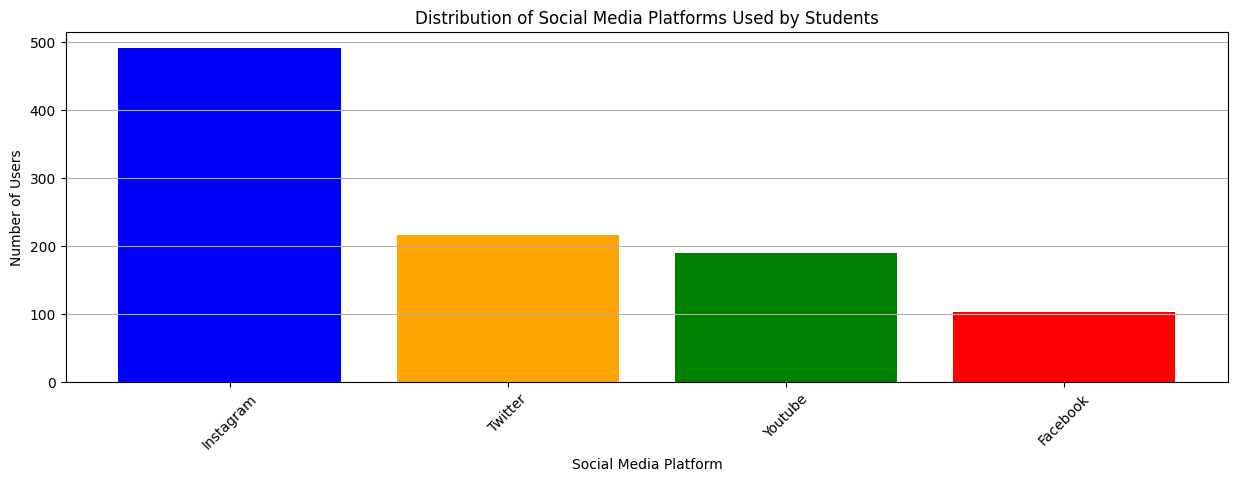 Distribution of Social Media Platforms Used by Students
Number of Users
500
400
300
200
100
0
Instagram
Twitter
Youtube
Facebook
Social Media Platform